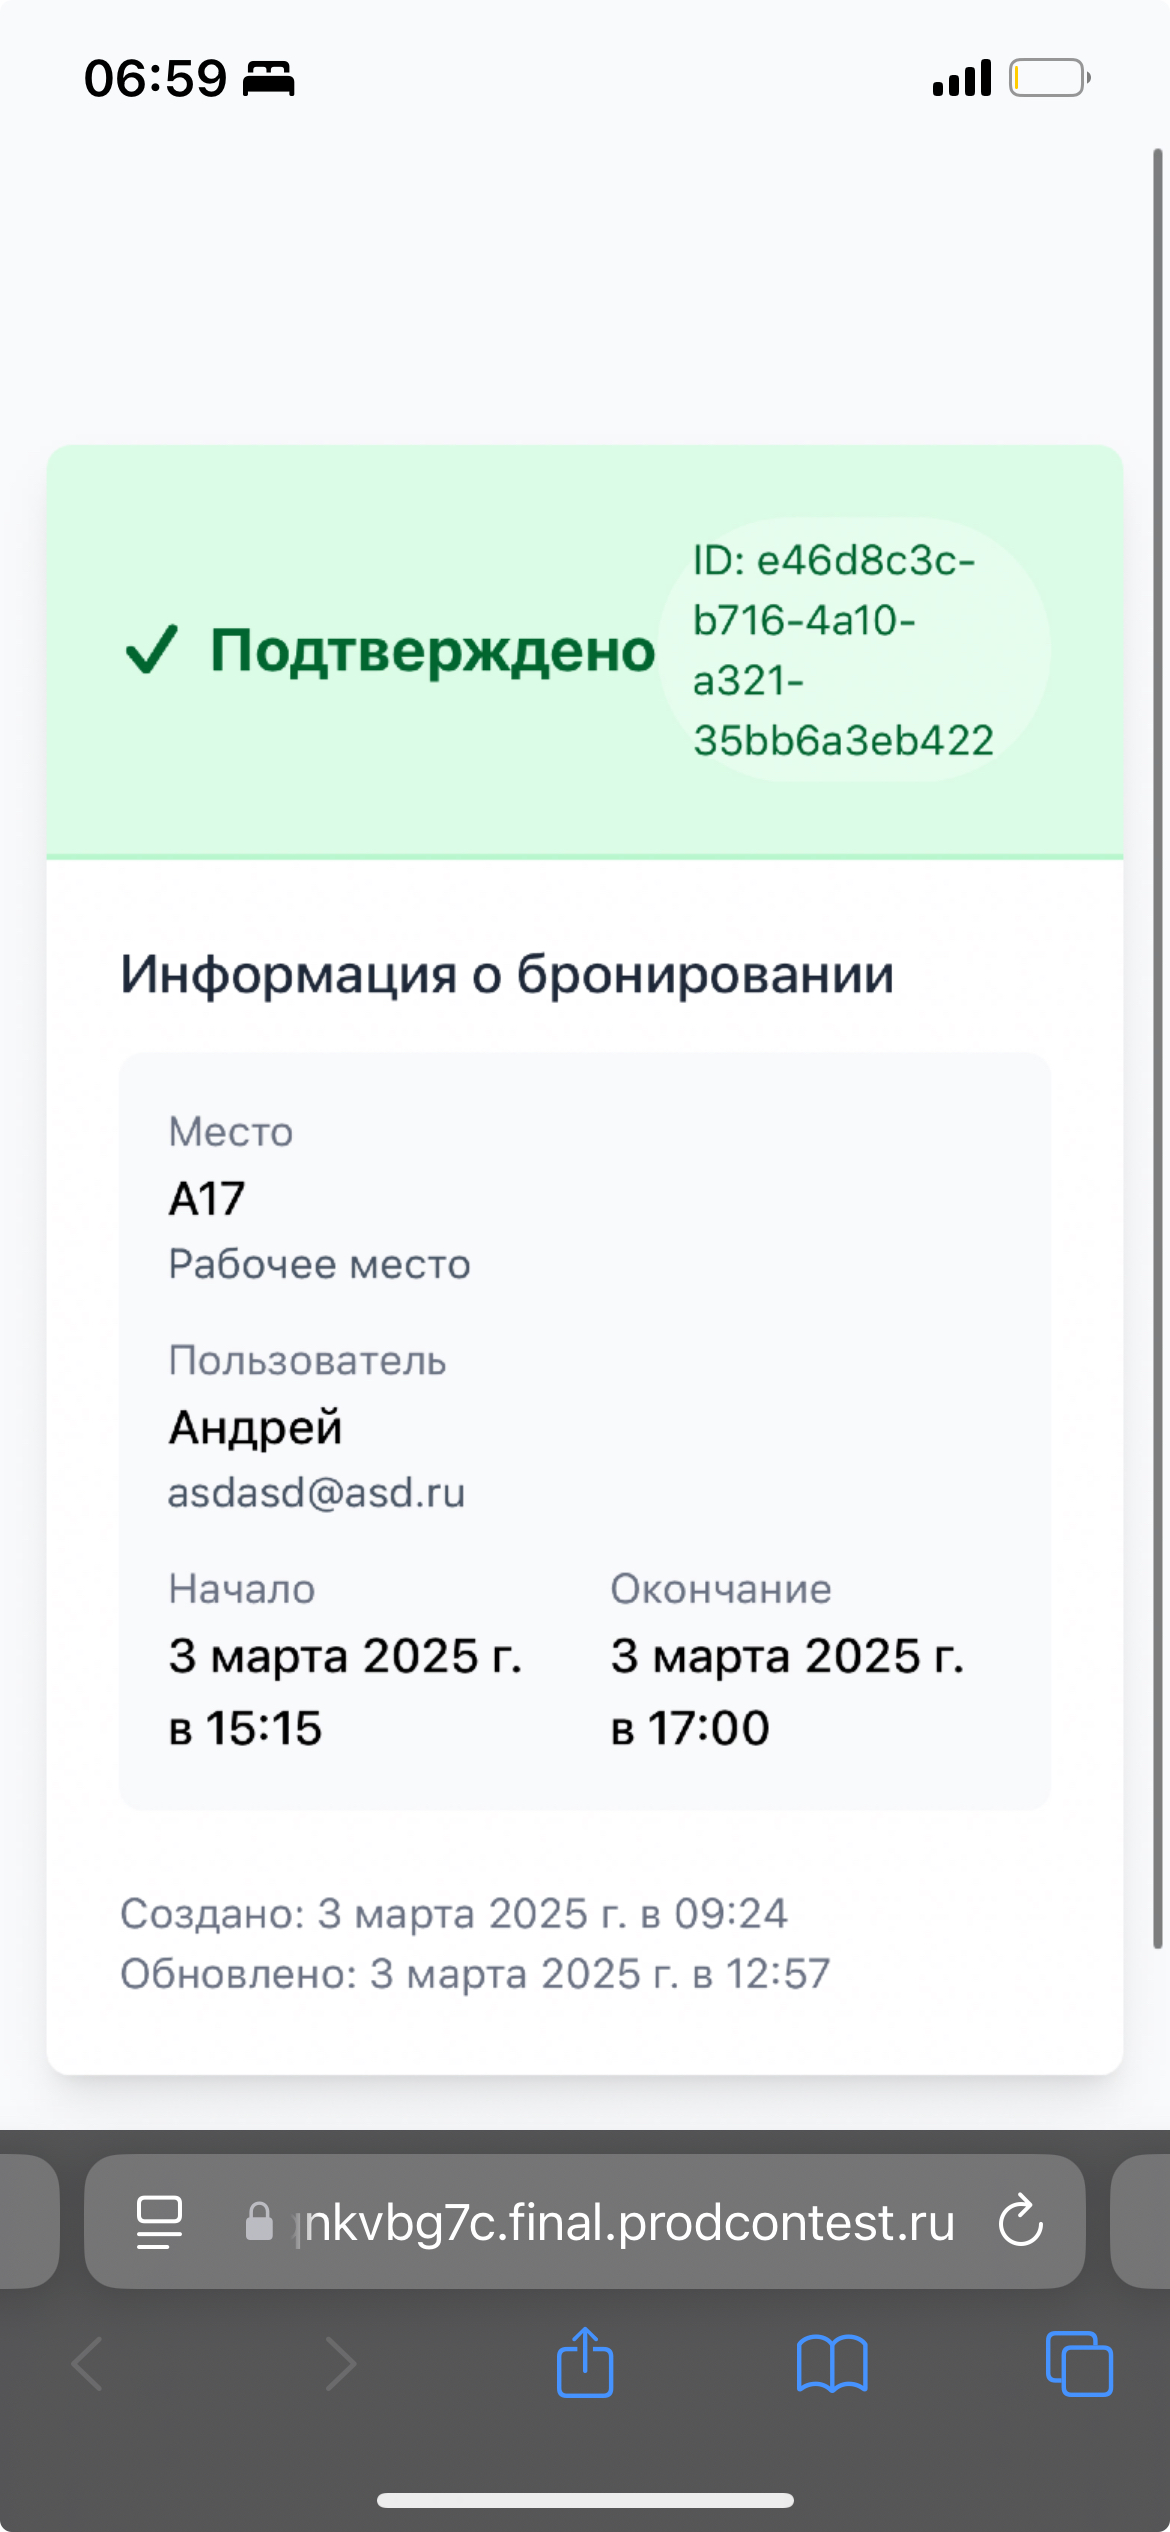 06:59
✓ Подтверждено
ID: e46d8c3c-
b716-4a10-
a321-
35bb6a3eb422
Информация о бронировании
Место
A17
Рабочее место
Пользователь
Андрей
asdasd@asd.ru
Начало
3 марта 2025 г.
в 15:15
Окончание
3 марта 2025 г.
в 17:00
Создано: 3 марта 2025 г. в 09:24
Обновлено: 3 марта 2025 г. в 12:57
nkvbg7c.final.prodcontest.ru